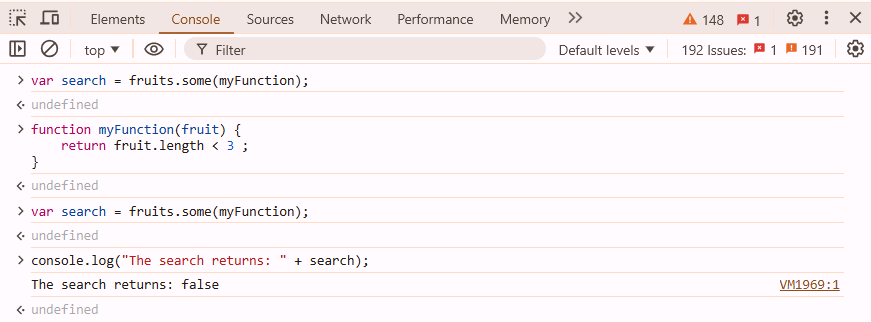 Elements Console Sources Network Performance Memory 148 1
top Filter Default levels 192 Issues: 1 191
var search = fruits.some(myFunction);
undefined
function myFunction(fruit) {
return fruit.length < 3 ;
}
undefined
var search = fruits.some(myFunction);
undefined
console.log("The search returns: " + search);
The search returns: false VM1969:1
undefined